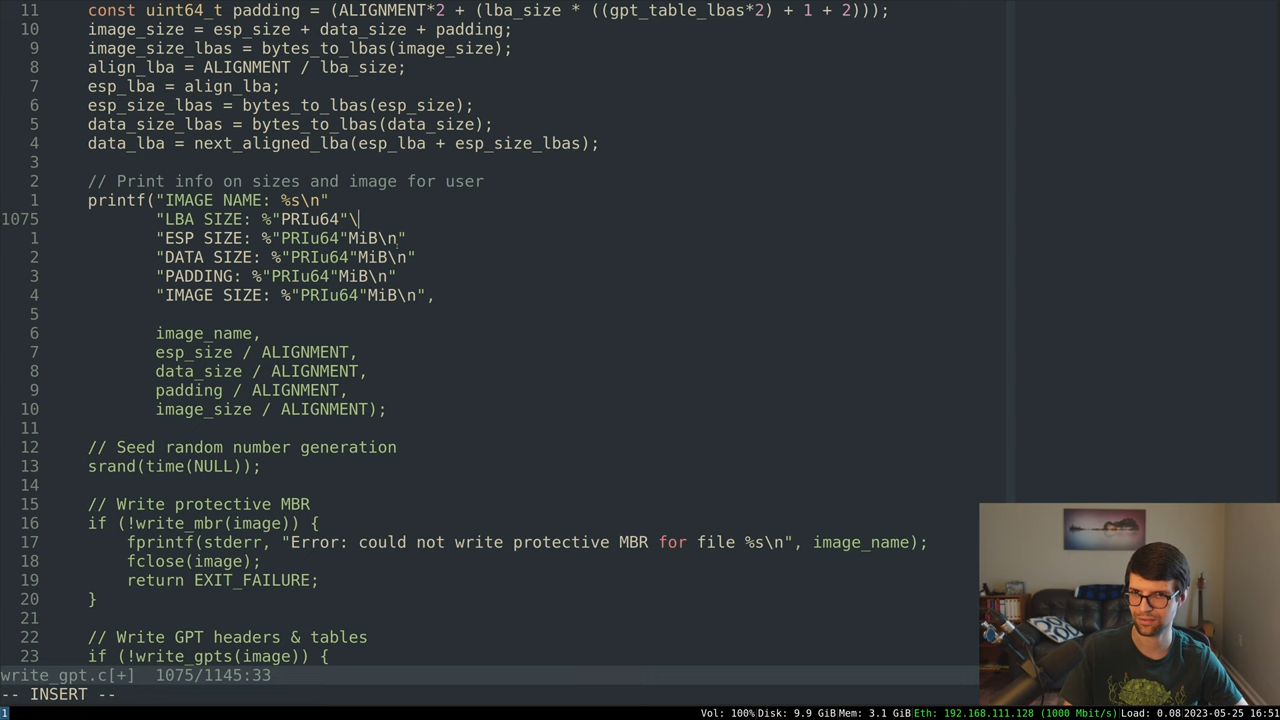 11     const uint64_t padding = (ALIGNMENT*2 + (lba_size * ((gpt_table_lbas*2) + 1 + 2)));
10     image_size = esp_size + data_size + padding;
9     image_size_lbas = bytes_to_lbas(image_size);
8     align_lba = ALIGNMENT / lba_size;
7     esp_lba = align_lba;
6     esp_size_lbas = bytes_to_lbas(esp_size);
5     data_size_lbas = bytes_to_lbas(data_size);
4     data_lba = next_aligned_lba(esp_lba + esp_size_lbas);
3
2     // Print info on sizes and image for user
1     printf("IMAGE NAME: %s\n"
1075            "LBA SIZE: %"PRIu64"\
1            "ESP SIZE: %"PRIu64"MiB\n"
2            "DATA SIZE: %"PRIu64"MiB\n"
3            "PADDING: %"PRIu64"MiB\n"
4            "IMAGE SIZE: %"PRIu64"MiB\n",
5
6            image_name,
7            esp_size / ALIGNMENT,
8            data_size / ALIGNMENT,
9            padding / ALIGNMENT,
10            image_size / ALIGNMENT);
11
12     // Seed random number generation
13     srand(time(NULL));
14
15     // Write protective MBR
16     if (!write_mbr(image)) {
17         fprintf(stderr, "Error: could not write protective MBR for file %s\n", image_name);
18         fclose(image);
19         return EXIT_FAILURE;
20     }
21
22     // Write GPT headers & tables
23     if (!write_gpts(image)) {
write_gpt.c[+]  1075/1145:33
-- INSERT --
1 Vol: 100% Disk: 9.9 GiB Mem: 3.1 GiB Eth: 192.168.111.128 (1000 Mbit/s) Load: 0.08 2023-05-25 16:51